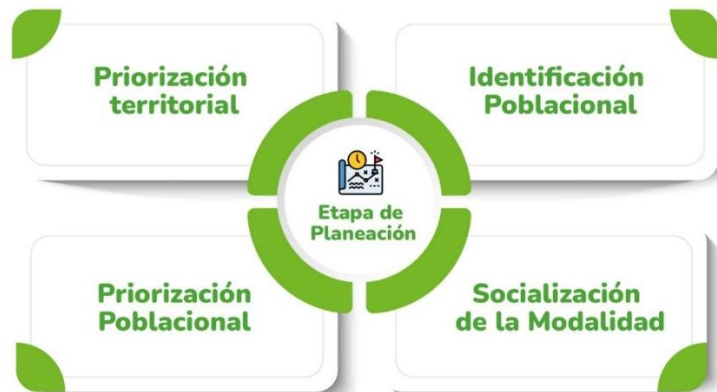 Priorización
territorial
Identificación
Poblacional
Etapa de
Planeación
Priorización
Poblacional
Socialización
de la Modalidad